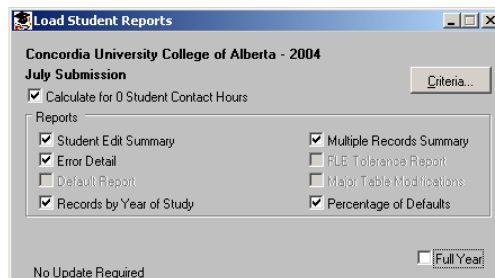 Load Student Reports
Concordia University College of Alberta - 2004
July Submission
Criteria...
Calculate for 0 Student Contact Hours
Reports
Student Edit Summary
Multiple Records Summary
Error Detail
FLE Tolerance Report
Default Report
Major Table Modifications
Records by Year of Study
Percentage of Defaults
Full Year
No Update Required